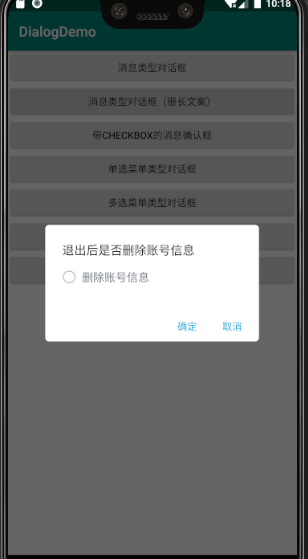 10:18
DialogDemo
消息类型对话框
消息类型对话框（很长文案）
带CHECKBOX的消息确认框
单选菜单类型对话框
多选菜单类型对话框
退出后是否删除账号信息
删除账号信息
确定 取消